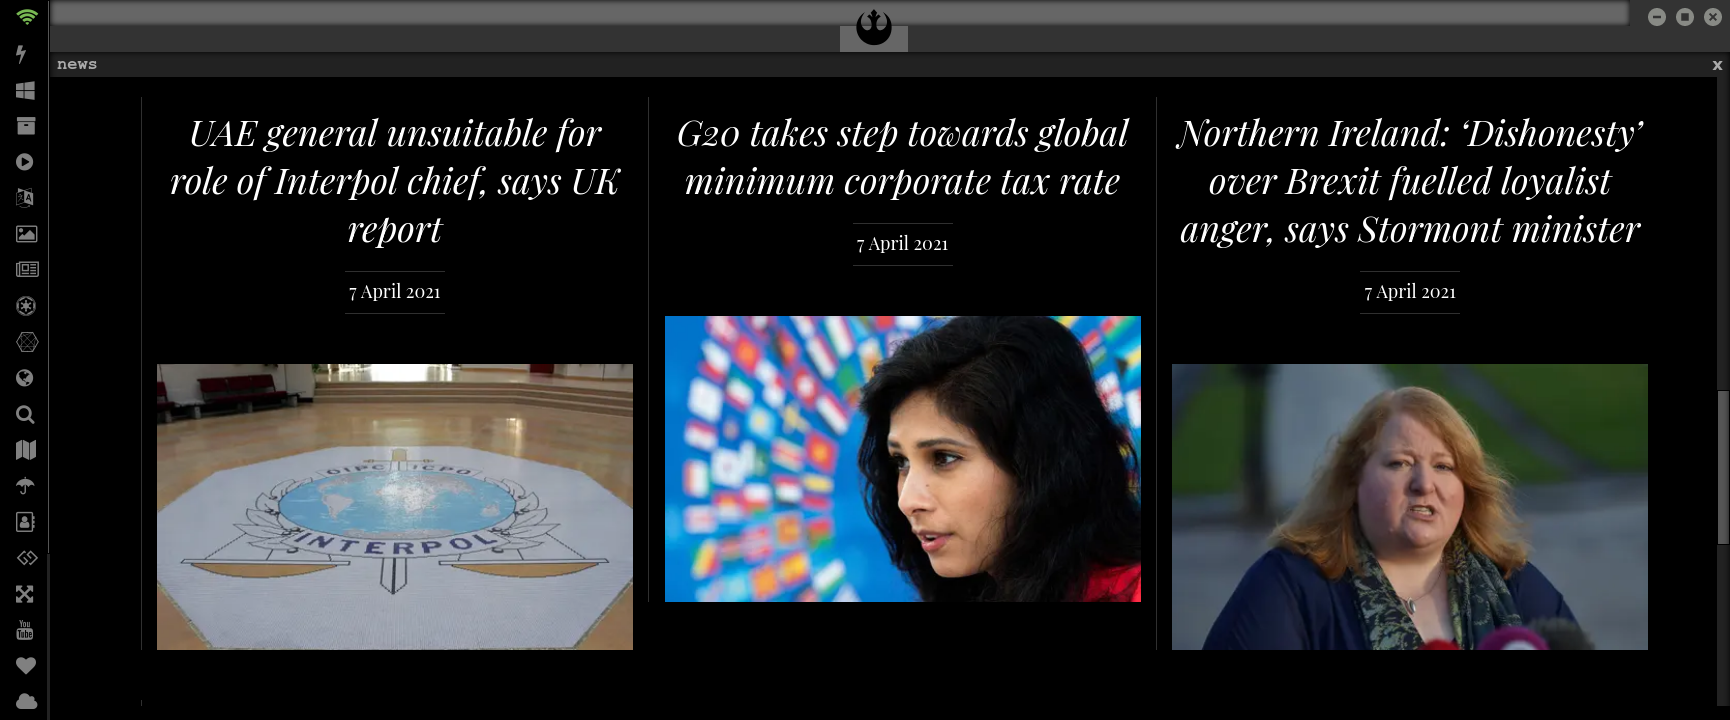 news
x
UAE general unsuitable for
role of Interpol chief, says UK
report
7 April 2021
OIPC ICPO
INTERPOL
G20 takes step towards global
minimum corporate tax rate
7 April 2021
Northern Ireland: ‘Dishonesty’
over Brexit fuelled loyalist
anger, says Stormont minister
7 April 2021
You
Tube